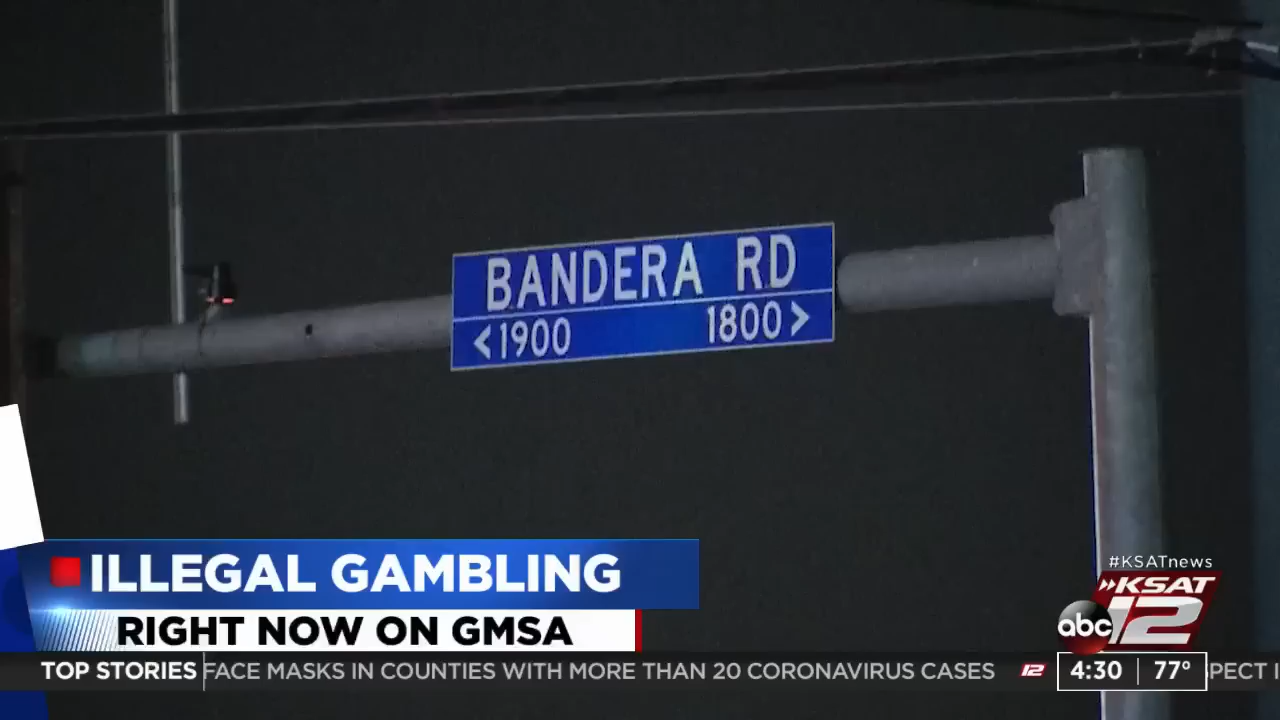 BANDERA RD
<1900 1800>
ILLEGAL GAMBLING
RIGHT NOW ON GMSA
#KSATnews
»KSAT
abc 12
TOP STORIES FACE MASKS IN COUNTIES WITH MORE THAN 20 CORONAVIRUS CASES 12 4:30 77° SPECT I